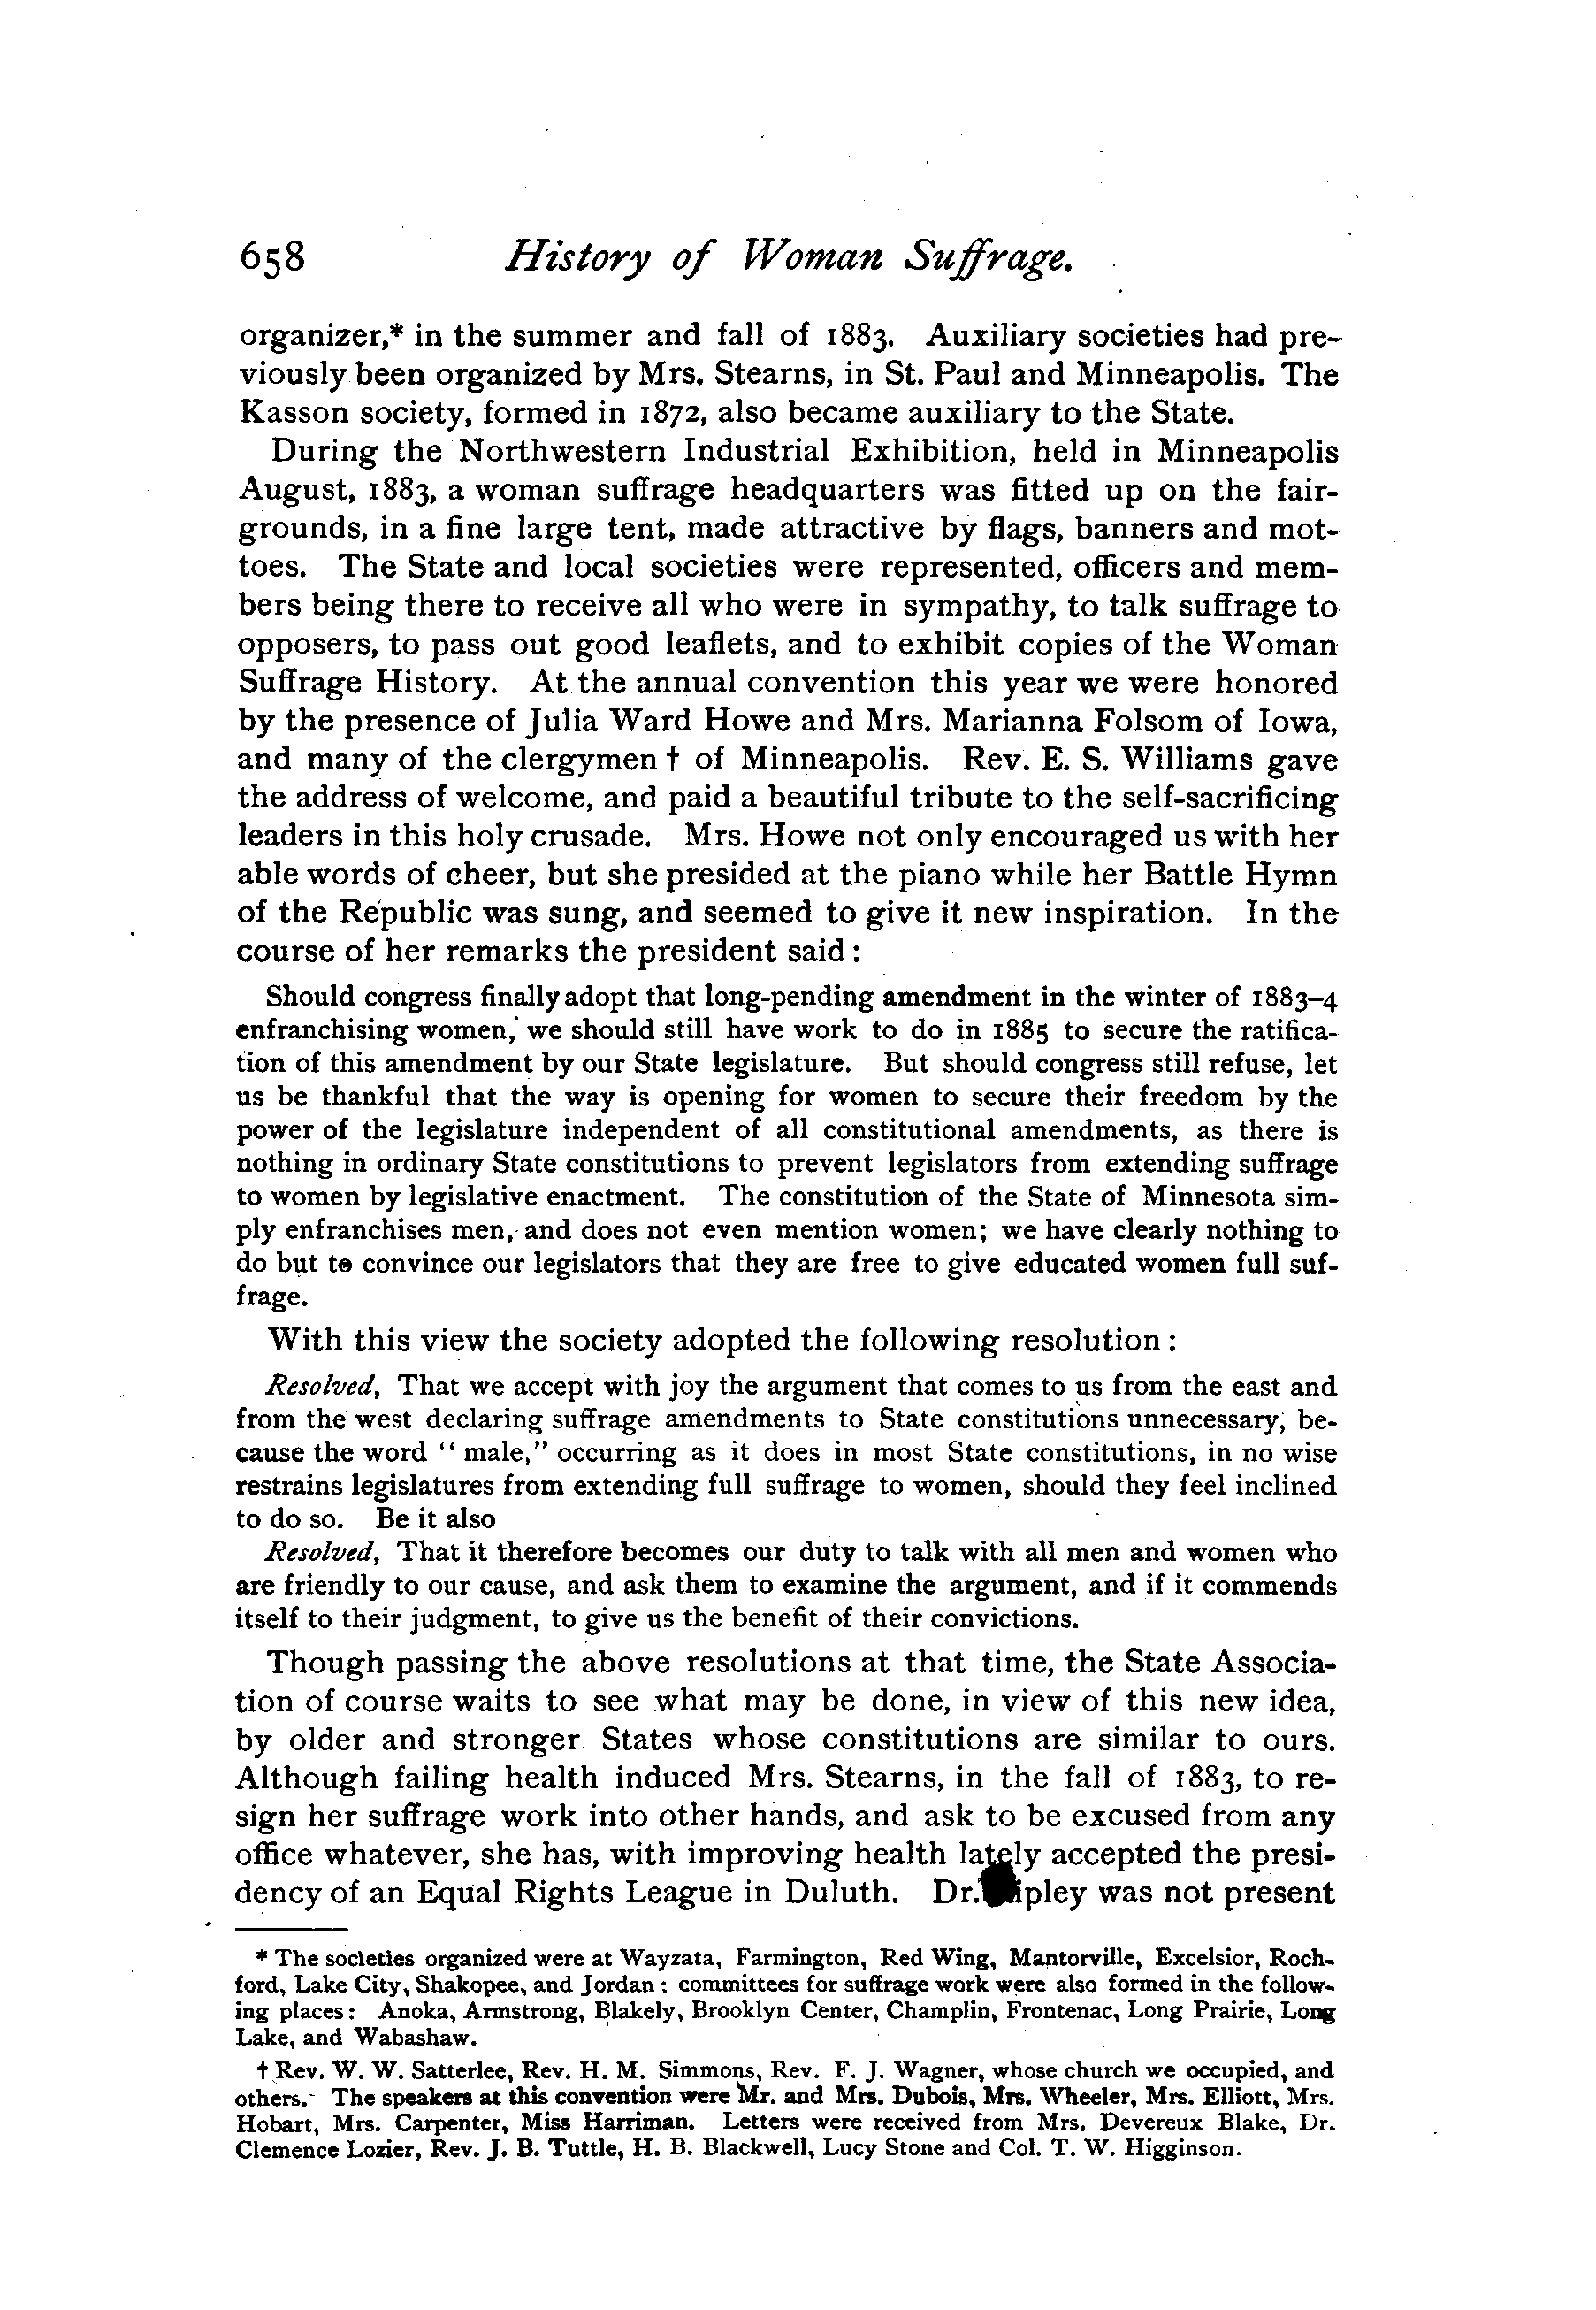 658 History of Woman Suffrage.
organizer,* in the summer and fall of 1883. Auxiliary societies had pre-
viously been organized by Mrs. Stearns, in St. Paul and Minneapolis. The
Kasson society, formed in 1872, also became auxiliary to the State.
During the Northwestern Industrial Exhibition, held in Minneapolis
August, 1883, a woman suffrage headquarters was fitted up on the fair-
grounds, in a fine large tent, made attractive by flags, banners and mot-
toes. The State and local societies were represented, officers and mem-
bers being there to receive all who were in sympathy, to talk suffrage to
opposers, to pass out good leaflets, and to exhibit copies of the Woman
Suffrage History. At the annual convention this year we were honored
by the presence of Julia Ward Howe and Mrs. Marianna Folsom of Iowa,
and many of the clergymen † of Minneapolis. Rev. E. S. Williams gave
the address of welcome, and paid a beautiful tribute to the self-sacrificing
leaders in this holy crusade. Mrs. Howe not only encouraged us with her
able words of cheer, but she presided at the piano while her Battle Hymn
of the Republic was sung, and seemed to give it new inspiration. In the
course of her remarks the president said:
Should congress finally adopt that long-pending amendment in the winter of 1883–4
enfranchising women, we should still have work to do in 1885 to secure the ratifica-
tion of this amendment by our State legislature. But should congress still refuse, let
us be thankful that the way is opening for women to secure their freedom by the
power of the legislature independent of all constitutional amendments, as there is
nothing in ordinary State constitutions to prevent legislators from extending suffrage
to women by legislative enactment. The constitution of the State of Minnesota sim-
ply enfranchises men, and does not even mention women; we have clearly nothing to
do but to convince our legislators that they are free to give educated women full suf-
frage.
With this view the society adopted the following resolution:
Resolved, That we accept with joy the argument that comes to us from the east and
from the west declaring suffrage amendments to State constitutions unnecessary, be-
cause the word "male," occurring as it does in most State constitutions, in no wise
restrains legislatures from extending full suffrage to women, should they feel inclined
to do so. Be it also
Resolved, That it therefore becomes our duty to talk with all men and women who
are friendly to our cause, and ask them to examine the argument, and if it commends
itself to their judgment, to give us the benefit of their convictions.
Though passing the above resolutions at that time, the State Associa-
tion of course waits to see what may be done, in view of this new idea,
by older and stronger States whose constitutions are similar to ours.
Although failing health induced Mrs. Stearns, in the fall of 1883, to re-
sign her suffrage work into other hands, and ask to be excused from any
office whatever, she has, with improving health lately accepted the presi-
dency of an Equal Rights League in Duluth. Dr. was not present
* The societies organized were at Wayzata, Farmington, Red Wing, Mantorville, Excelsior, Roch-
ford, Lake City, Shakopee, and Jordan: committees for suffrage work were also formed in the follow-
ing places: Anoka, Armstrong, Blakely, Brooklyn Center, Champlin, Frontenac, Long Prairie, Long
Lake, and Wabashaw.
† Rev. W. W. Satterlee, Rev. H. M. Simmons, Rev. F. J. Wagner, whose church we occupied, and
others. The speakers at this convention were Mr. and Mrs. Dubois, Mrs. Wheeler, Mrs. Elliott, Mrs.
Hobart, Mrs. Carpenter, Miss Harriman. Letters were received from Mrs. Devereux Blake, Dr.
Clemence Lozier, Rev. J. B. Tuttle, H. B. Blackwell, Lucy Stone and Col. T. W. Higginson.